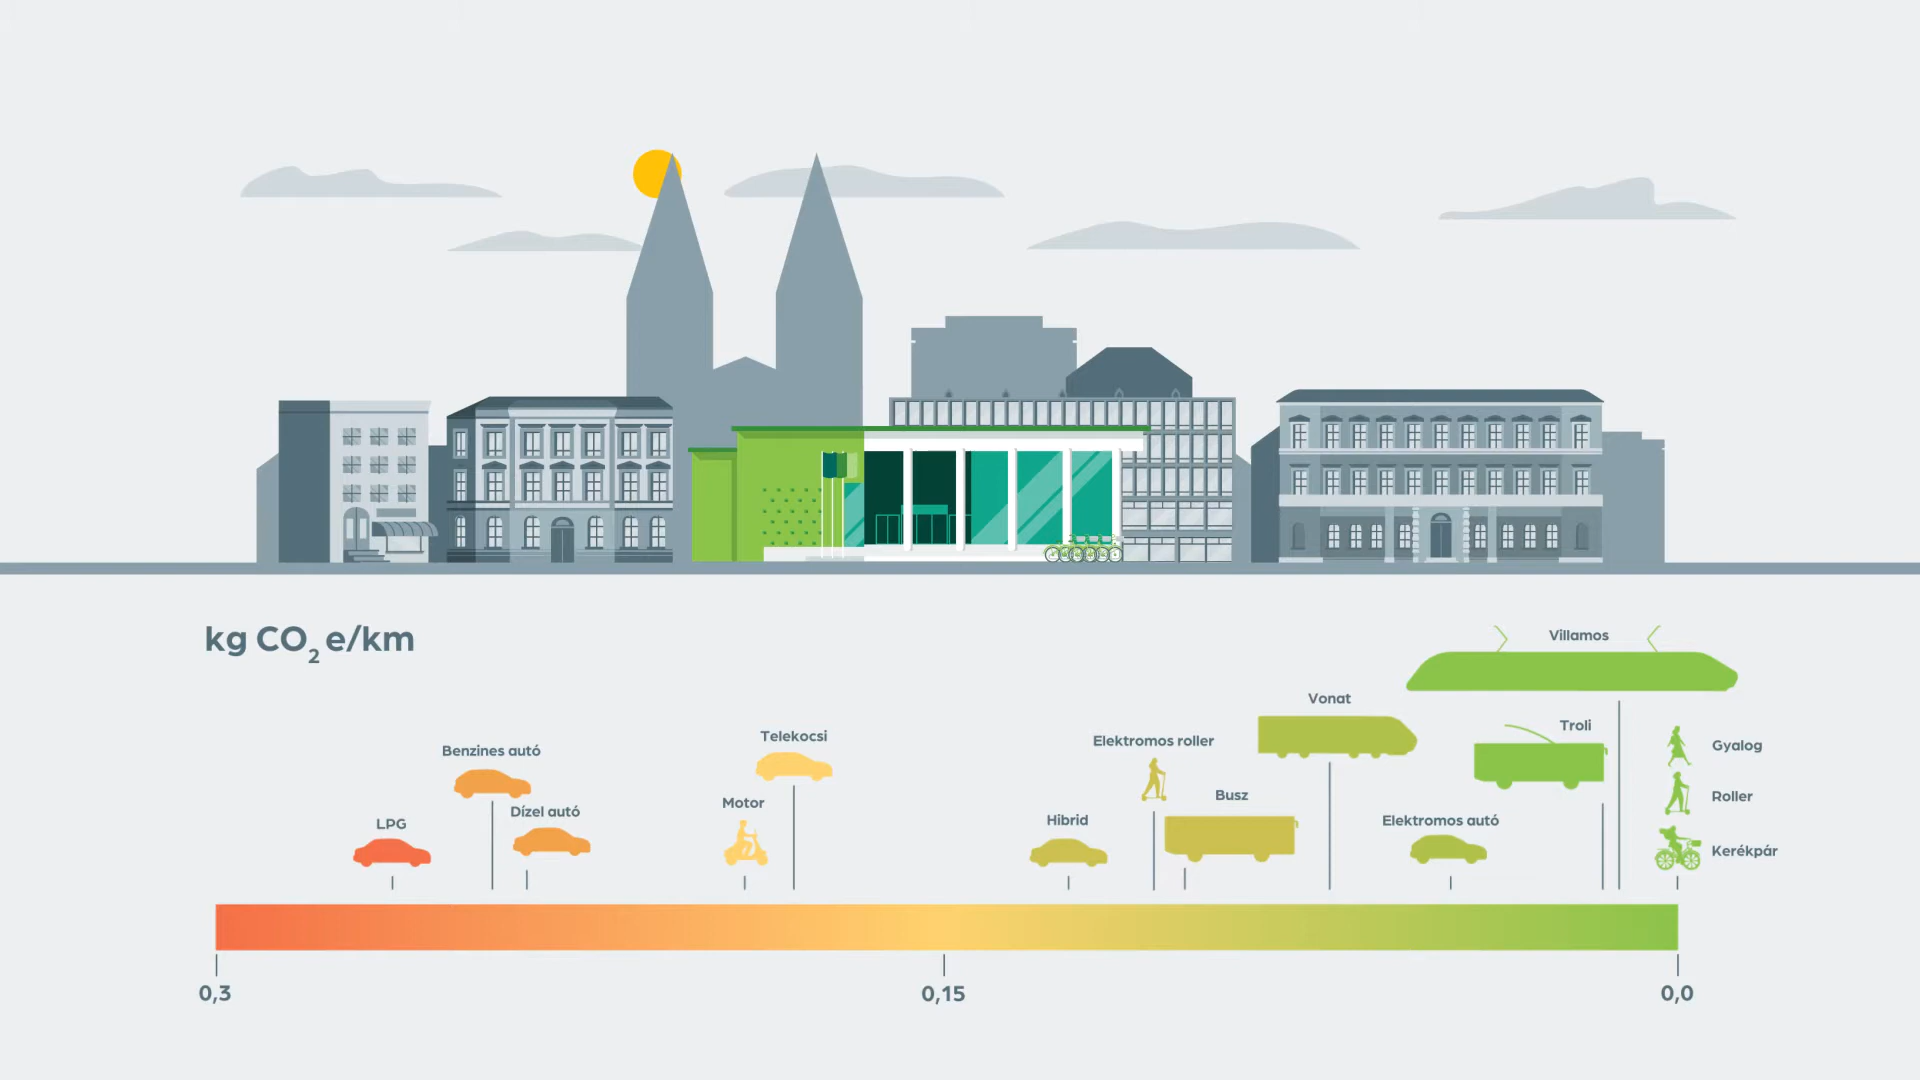 kg CO₂ e/km
Villamos
Vonat
Troli
Telekocsi
Elektromos roller
Gyalog
Benzines autó
Busz
Roller
Motor
Dízel autó
LPG
Hibrid
Elektromos autó
Kerékpár
0,3
0,15
0,0